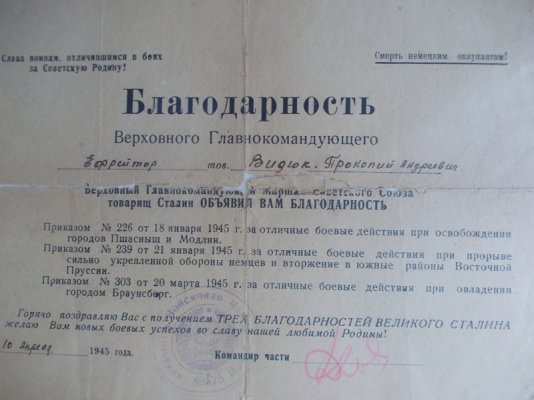 Слава воинам, отличившимся в боях
за Советскую Родину!
Смерть немецким оккупантам!
Благодарность
Верховного Главнокомандующего
Ефрейтор тов. Видюк Прокопий Андреевич
Верховный Главнокомандующий Маршал Советского Союза
товарищ Сталин ОБЪЯВИЛ ВАМ БЛАГОДАРНОСТЬ
Приказом № 226 от 18 января 1945 г. за отличные боевые действия при освобождении
городов Пшасныш и Модлин.
Приказом № 239 от 21 января 1945 г. за отличные боевые действия при прорыве
сильно укрепленной обороны немцев и вторжение в южные районы Восточной
Пруссии.
Приказом № 303 от 20 марта 1945 г. за отличные боевые действия при овладении
городом Браунсберг.
Горячо поздравляю Вас с получением ТРЕХ БЛАГОДАРНОСТЕЙ ВЕЛИКОГО СТАЛИНА
желаю Вам новых боевых успехов во славу нашей любимой Родины!
10 Апреля 1945 года.
Командир части